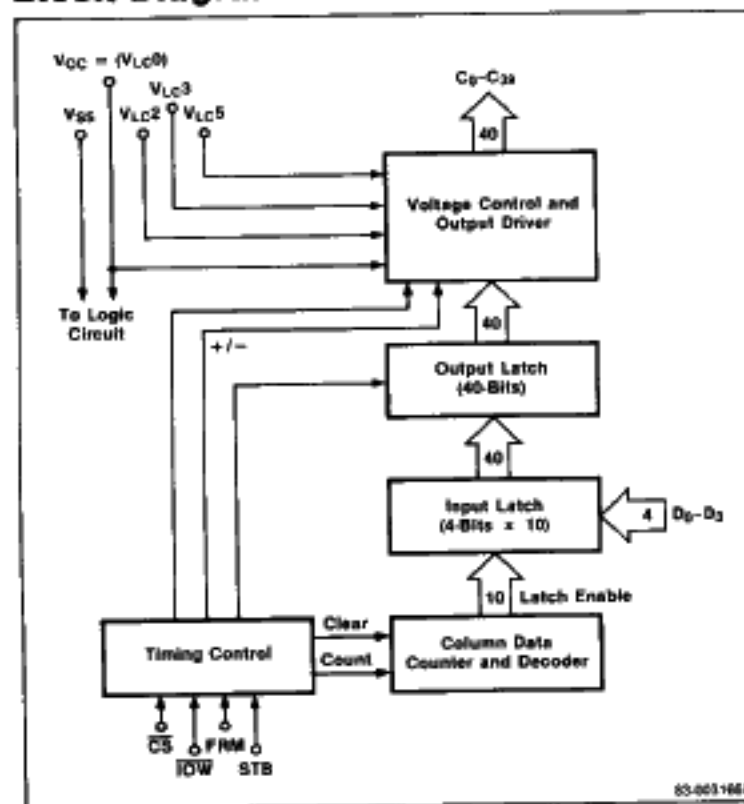 VCC = (VLC0)
VLC3
VSS VLC2 VLC5
C0–C39
40
Voltage Control and
Output Driver
To Logic
Circuit
+/−
40
Output Latch
(40-Bits)
40
Input Latch
(4-Bits x 10)
4 D0–D3
10 Latch Enable
Timing Control
Clear
Count
Column Data
Counter and Decoder
CS FRM
IOW STB